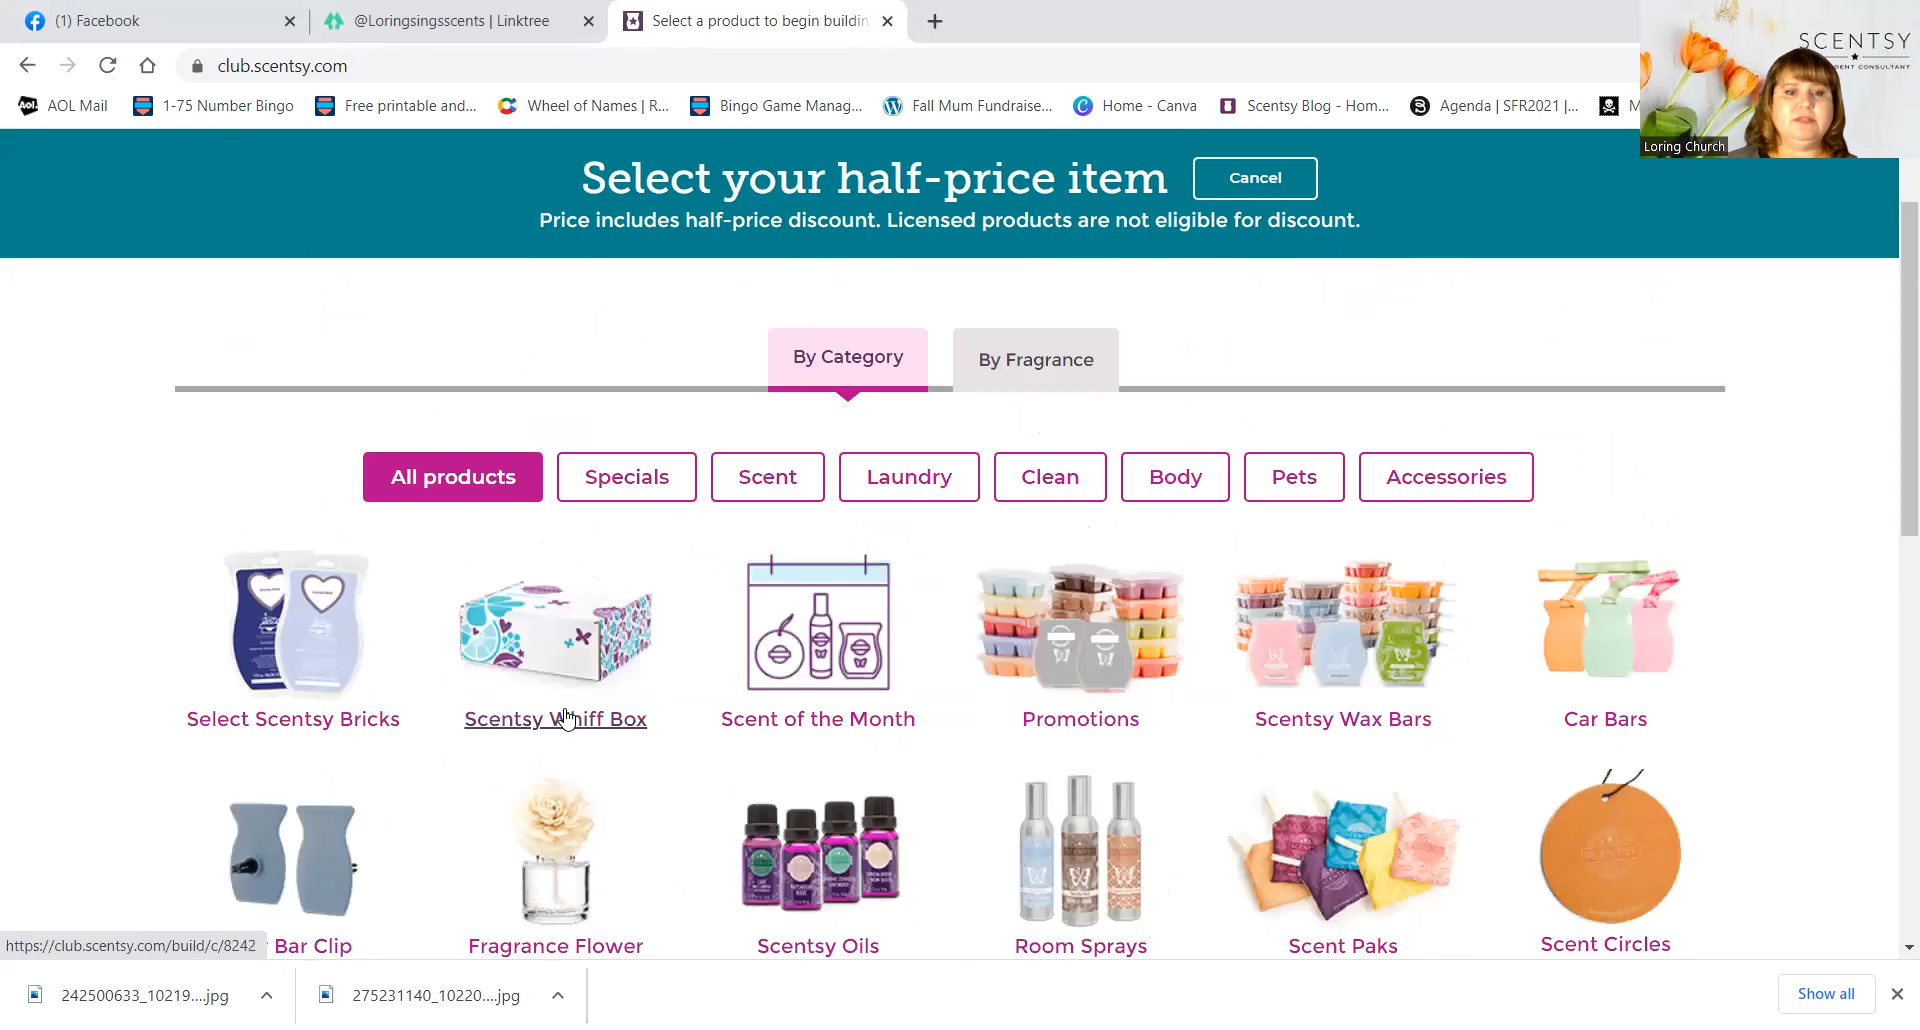 (1) Facebook
@Loringsingsscents | Linktree
Select a product to begin buildin
club.scentsy.com
AOL Mail
1-75 Number Bingo
Free printable and...
Wheel of Names | R...
Bingo Game Manag...
Fall Mum Fundraise...
Home - Canva
Scentsy Blog - Hom...
Agenda | SFR2021 |...
M
SCENTSY
DENT CONSULTANT
Loring Church
Select your half-price item
Cancel
Price includes half-price discount. Licensed products are not eligible for discount.
By Category
By Fragrance
All products
Specials
Scent
Laundry
Clean
Body
Pets
Accessories
Select Scentsy Bricks
Scentsy Whiff Box
Scent of the Month
Promotions
Scentsy Wax Bars
Car Bars
Bar Clip
Fragrance Flower
Scentsy Oils
Room Sprays
Scent Paks
Scent Circles
https://club.scentsy.com/build/c/8242
242500633_10219....jpg
275231140_10220....jpg
Show all